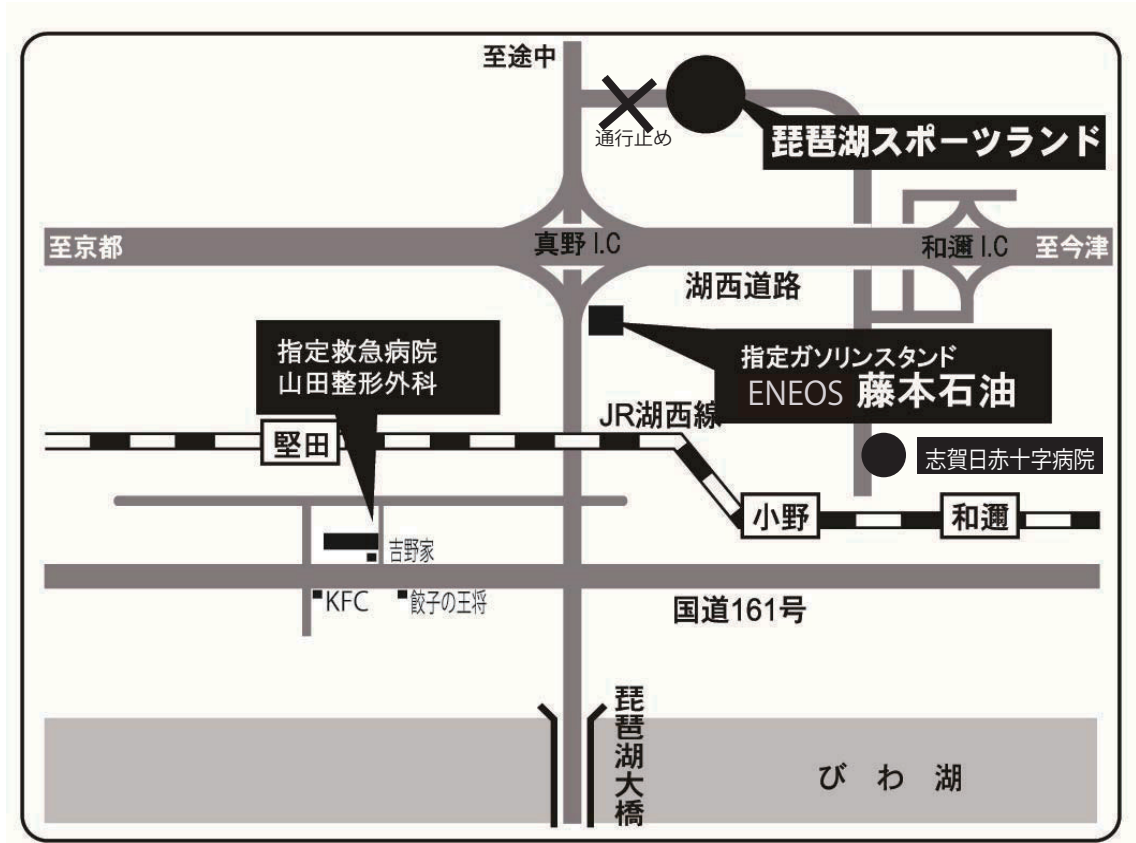 至途中
通行止め
琵琶湖スポーツランド
至京都
真野I.C
和邇I.C
至今津
湖西道路
指定救急病院
山田整形外科
指定ガソリンスタンド
ENEOS 藤本石油
JR湖西線
堅田
志賀日赤十字病院
小野
和邇
吉野家
KFC
餃子の王将
国道161号
琵琶湖大橋
びわ湖